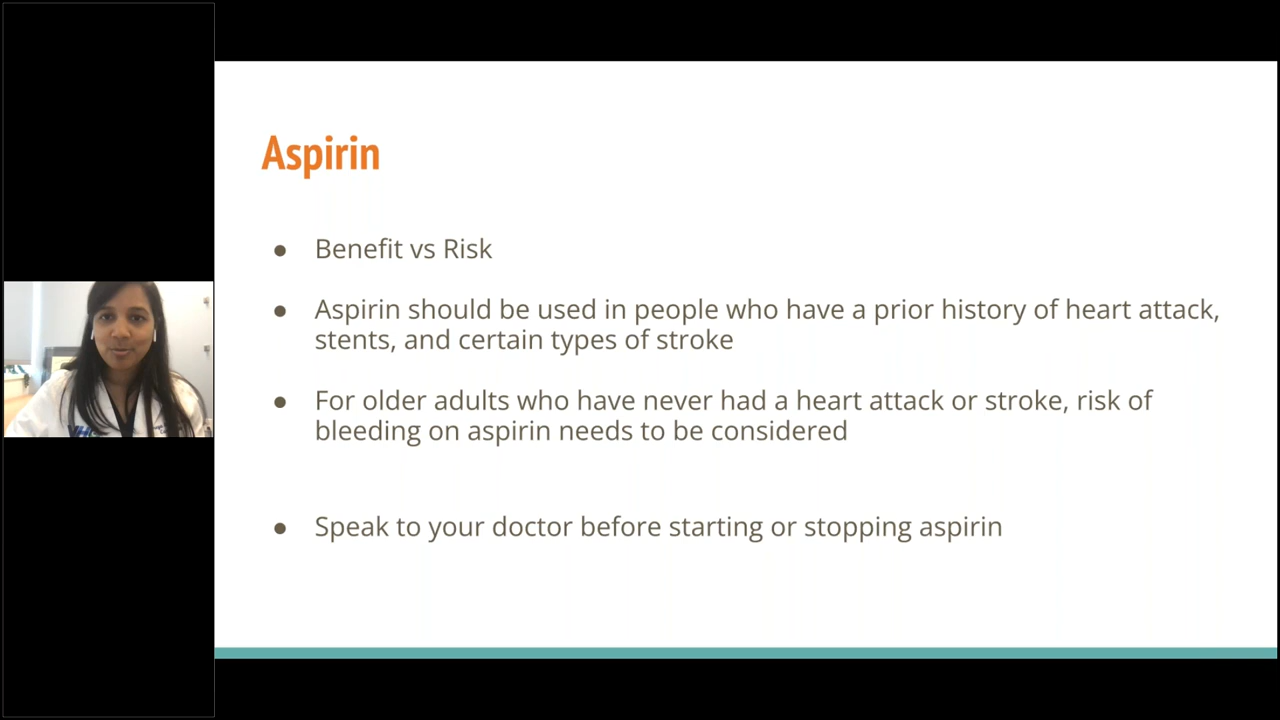 Aspirin
● Benefit vs Risk
● Aspirin should be used in people who have a prior history of heart attack,
stents, and certain types of stroke
● For older adults who have never had a heart attack or stroke, risk of
bleeding on aspirin needs to be considered
● Speak to your doctor before starting or stopping aspirin